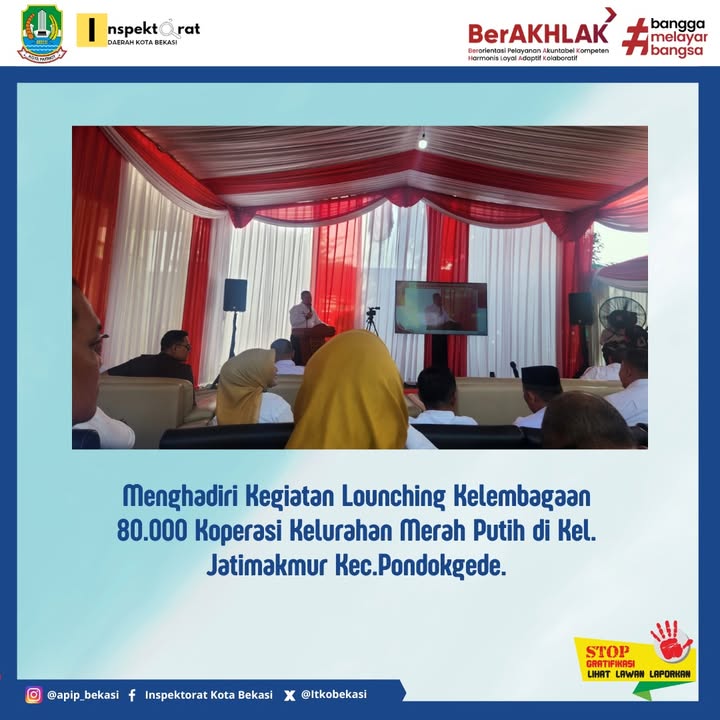 KOTA PATRIOT
Inspektorat
DAERAH KOTA BEKASI
BerAKHLAK
Berorientasi Pelayanan Akuntabel Kompeten
Harmonis Loyal Adaptif Kolaboratif
#bangga
melayani
bangsa
Menghadiri Kegiatan Lounching Kelembagaan
80.000 Koperasi Kelurahan Merah Putih di Kel.
Jatimakmur Kec.Pondokgede.
STOP
GRATIFIKASI
LIHAT LAWAN LAPORKAN
@apip_bekasi
Inspektorat Kota Bekasi
@Itkobekasi